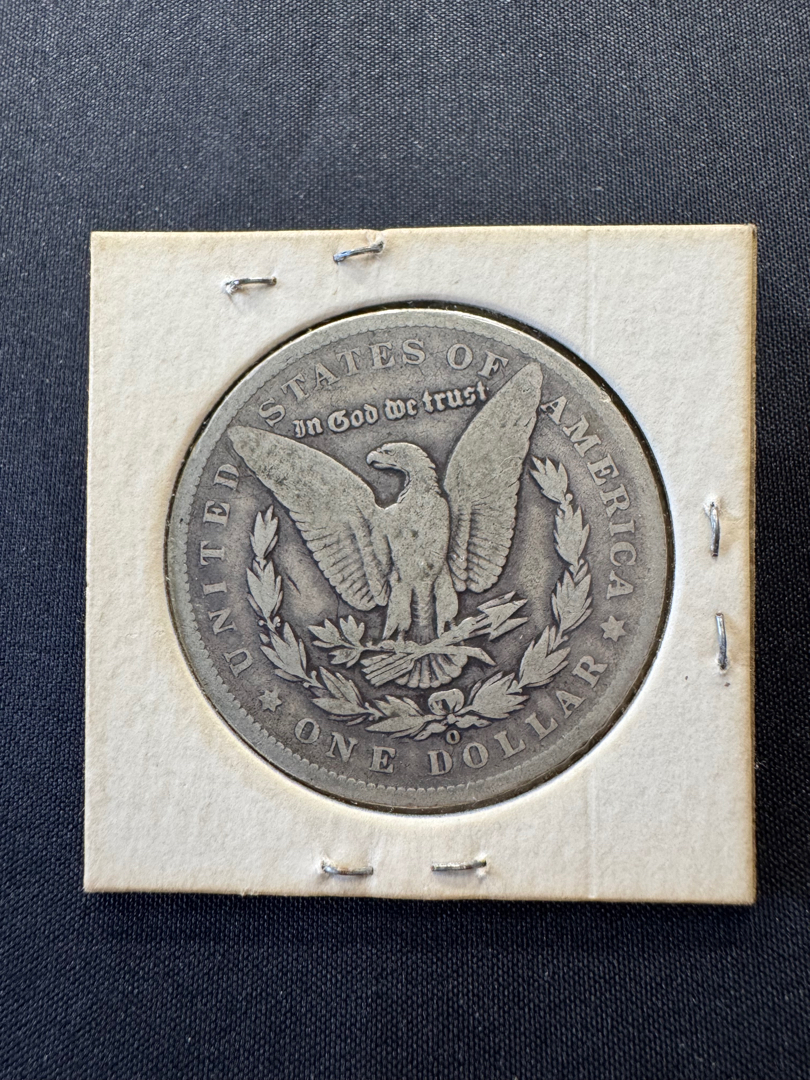 UNITED STATES OF AMERICA
In God we trust
O
ONE DOLLAR